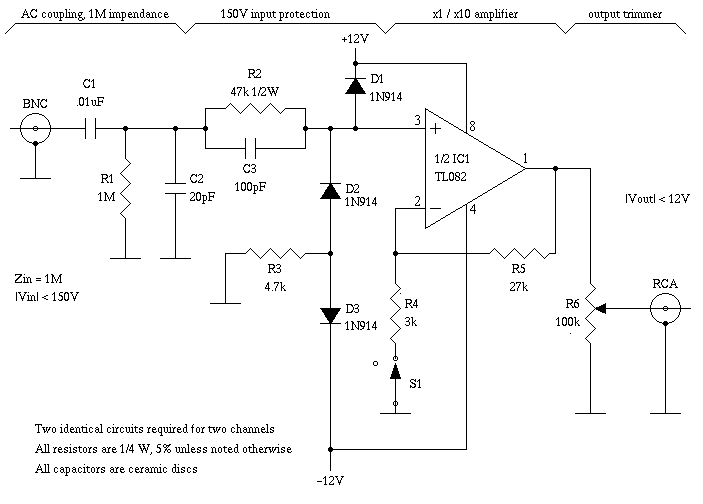 AC coupling, 1M impendance
150V input protection
x1 / x10 amplifier
output trimmer
+12V
BNC
C1
.01uF
R2
47k 1/2W
D1
1N914
3
8
C3
100pF
1/2 IC1
TL082
1
R1
1M
C2
20pF
D2
1N914
2
4
|Vout| < 12V
R3
4.7k
R5
27k
Zin = 1M
|Vin| < 150V
D3
1N914
R4
3k
R6
100k
RCA
S1
Two identical circuits required for two channels
All resistors are 1/4 W, 5% unless noted otherwise
All capacitors are ceramic discs
−12V